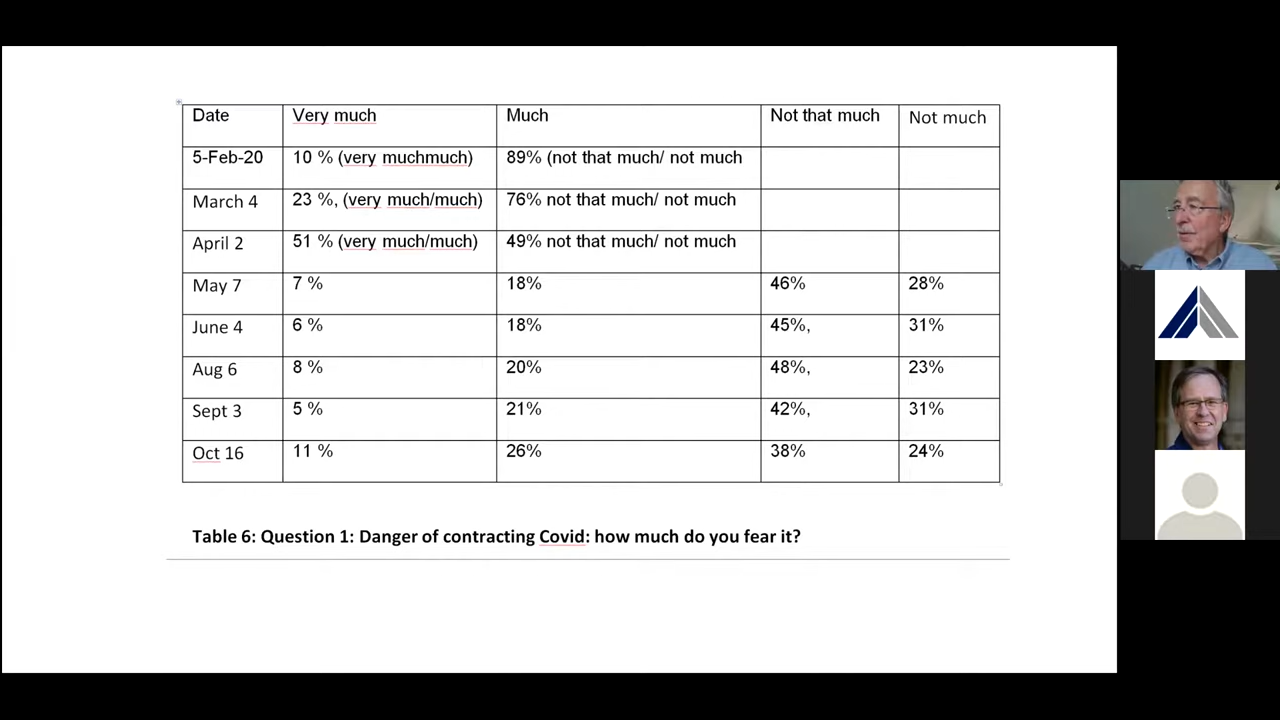 Date Very much Much Not that much Not much
5-Feb-20 10 % (very muchmuch) 89% (not that much/ not much
March 4 23 %, (very much/much) 76% not that much/ not much
April 2 51 % (very much/much) 49% not that much/ not much
May 7 7 % 18% 46% 28%
June 4 6 % 18% 45%, 31%
Aug 6 8 % 20% 48%, 23%
Sept 3 5 % 21% 42%, 31%
Oct 16 11 % 26% 38% 24%
Table 6: Question 1: Danger of contracting Covid: how much do you fear it?